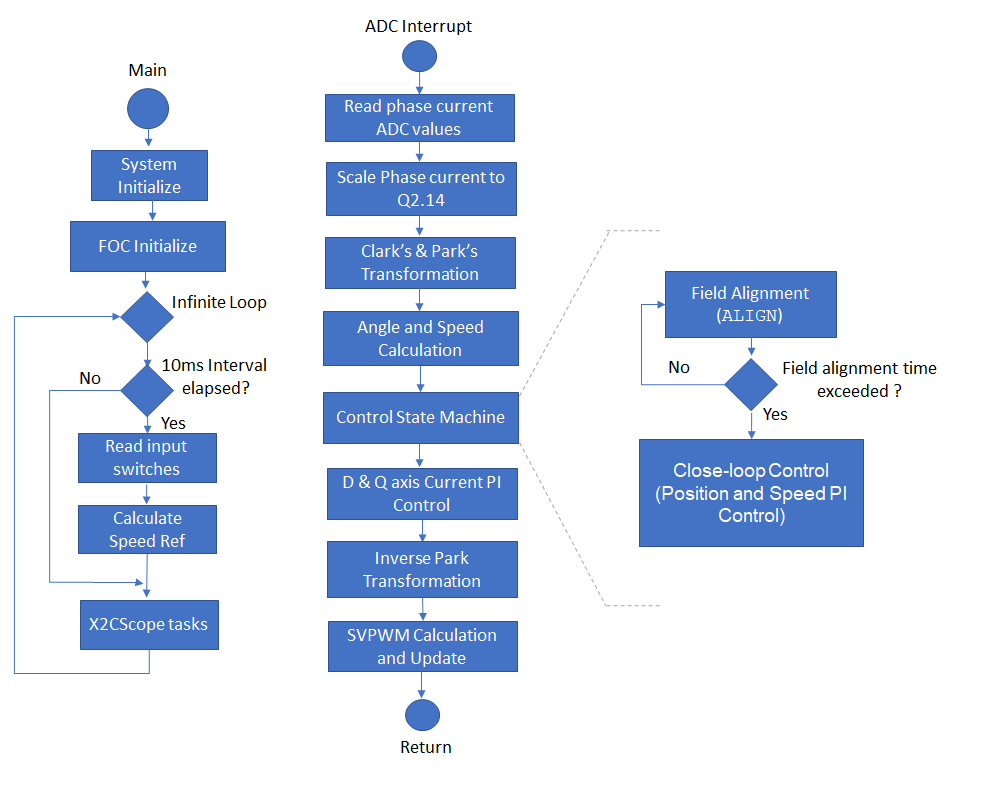 Main
System
Initialize
FOC Initialize
Infinite Loop
10ms Interval
elapsed?
No
Yes
Read input
switches
Calculate
Speed Ref
X2CScope tasks
ADC Interrupt
Read phase current
ADC values
Scale Phase current to
Q2.14
Clark’s & Park’s
Transformation
Angle and Speed
Calculation
Control State Machine
D & Q axis Current PI
Control
Inverse Park
Transformation
SVPWM Calculation
and Update
Return
Field Alignment
(ALIGN)
No
Field alignment time
exceeded ?
Yes
Close-loop Control
(Position and Speed PI
Control)